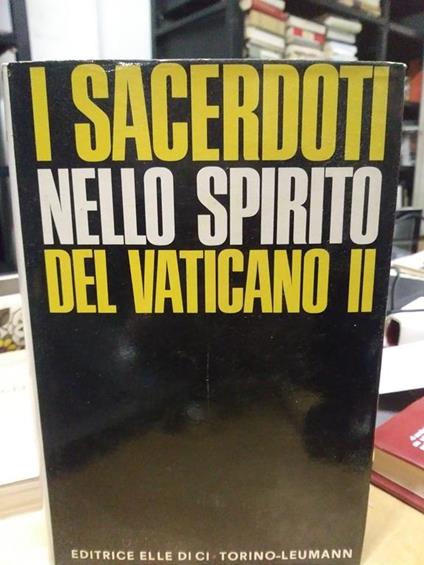 I SACERDOTI
NELLO SPIRITO
DEL VATICANO II
EDITRICE ELLE DI CI - TORINO-LEUMANN